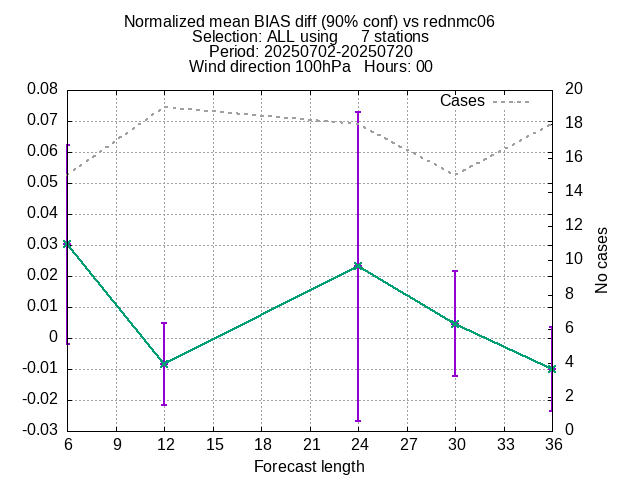 Normalized mean BIAS diff (90% conf) vs rednmc06
Selection: ALL using     7 stations
Period: 20250702-20250720
Wind direction 100hPa   Hours: 00
Cases
0.08
0.07
0.06
0.05
0.04
0.03
0.02
0.01
0
-0.01
-0.02
-0.03
20
18
16
14
12
10
8
6
4
2
0
No cases
6 9 12 15 18 21 24 27 30 33 36
Forecast length